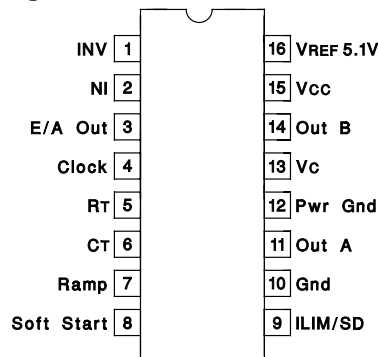 INV 1 16 VREF 5.1V
NI 2 15 VCC
E/A Out 3 14 Out B
Clock 4 13 VC
RT 5 12 Pwr Gnd
CT 6 11 Out A
Ramp 7 10 Gnd
Soft Start 8 9 ILIM/SD